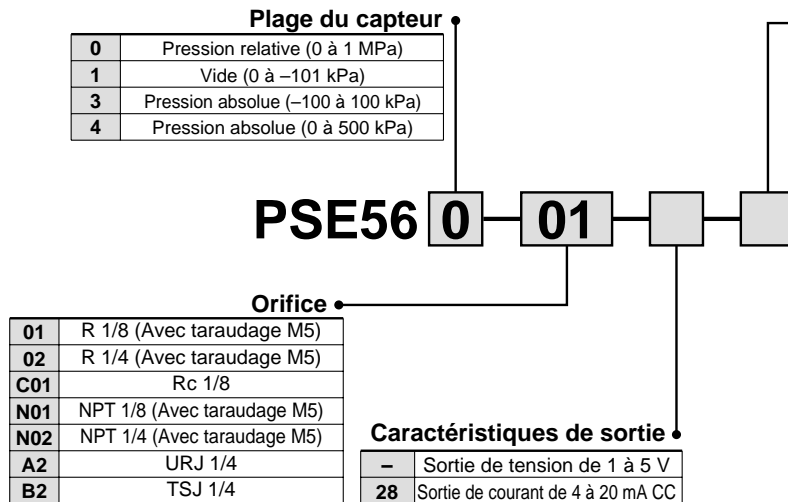 Plage du capteur
0 Pression relative (0 à 1 MPa)
1 Vide (0 à –101 kPa)
3 Pression absolue (–100 à 100 kPa)
4 Pression absolue (0 à 500 kPa)
PSE56 0 01
Orifice
01 R 1/8 (Avec taraudage M5)
02 R 1/4 (Avec taraudage M5)
C01 Rc 1/8
N01 NPT 1/8 (Avec taraudage M5)
N02 NPT 1/4 (Avec taraudage M5)
A2 URJ 1/4
B2 TSJ 1/4
Caractéristiques de sortie
– Sortie de tension de 1 à 5 V
28 Sortie de courant de 4 à 20 mA CC